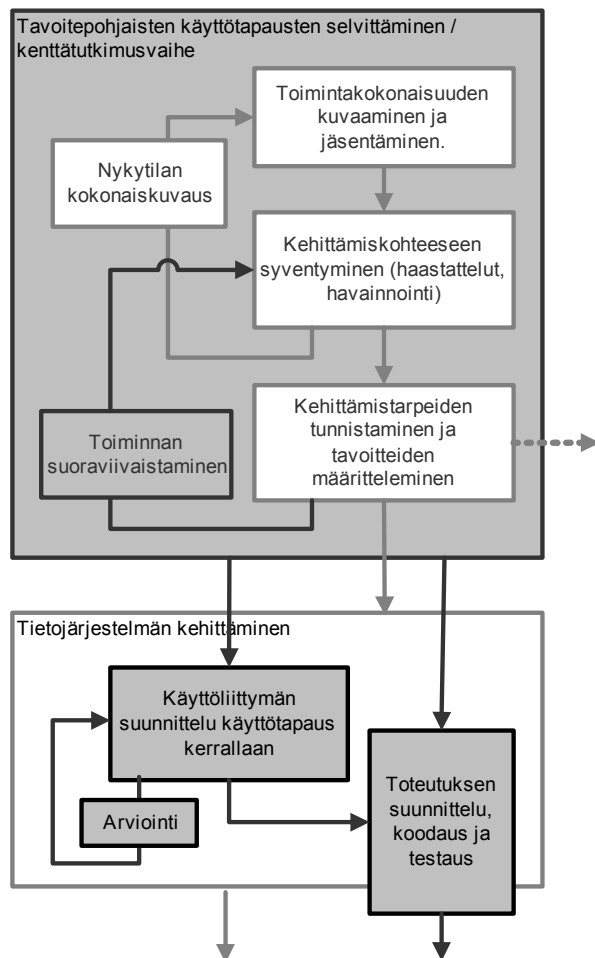 Tavoitepohjaisten käyttötapausten selvittäminen /
kenttätutkimusvaihe
Toimintakokonaisuuden
kuvaaminen ja
jäsentäminen.
Nykytilan
kokonaiskuvaus
Kehittämiskohteeseen
syventyminen (haastattelut,
havainnointi)
Kehittämistarpeiden
tunnistaminen ja
tavoitteiden
määritteleminen
Toiminnan
suoraviivaistaminen
Tietojärjestelmän kehittäminen
Käyttöliittymän
suunnittelu käyttötapaus
kerrallaan
Arviointi
Toteutuksen
suunnittelu,
koodaus ja
testaus